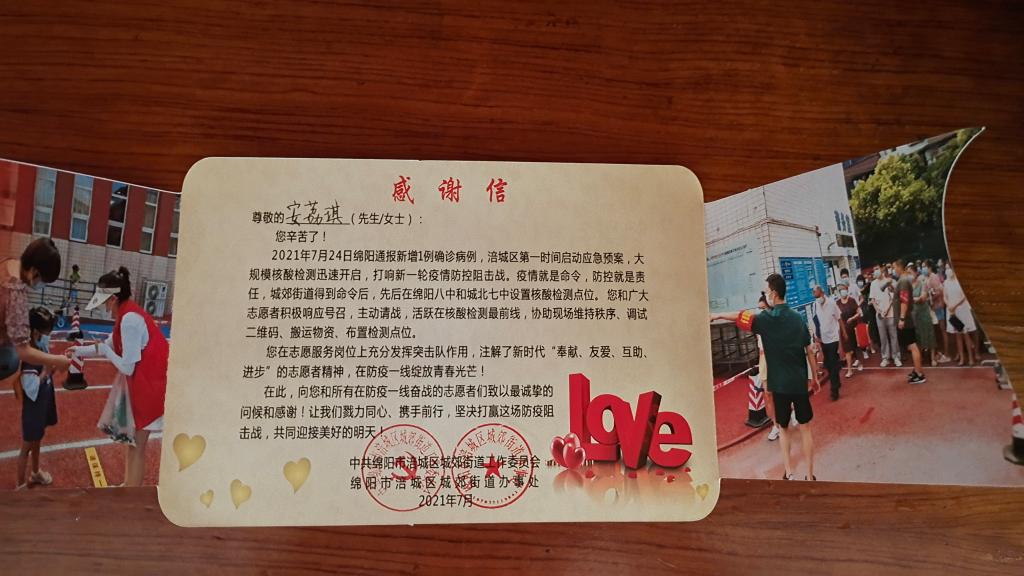 感谢信
尊敬的安荔琪（先生/女士）：
您辛苦了！
2021年7月24日绵阳通报新增1例确诊病例，涪城区第一时间启动应急预案，大
规模核酸检测迅速开启，打响新一轮疫情防控阻击战。疫情就是命令，防控就是责
任，城郊街道得到命令后，先后在绵阳八中和城北七中设置核酸检测点位。您和广大
志愿者积极响应号召，主动请战，活跃在核酸检测最前线，协助现场维持秩序、调试
二维码、搬运物资、布置检测点位。
您在志愿服务岗位上充分发挥突击队作用，注解了新时代“奉献、友爱、互助、
进步”的志愿者精神，在防疫一线绽放青春光芒！
在此，向您和所有在防疫一线奋战的志愿者们致以最诚挚的
问候和感谢！让我们戮力同心、携手前行，坚决打赢这场防疫阻
击战，共同迎接美好的明天！
love
中共绵阳市涪城区城郊街道工作委员会
绵阳市涪城区城郊街道办事处
2021年7月